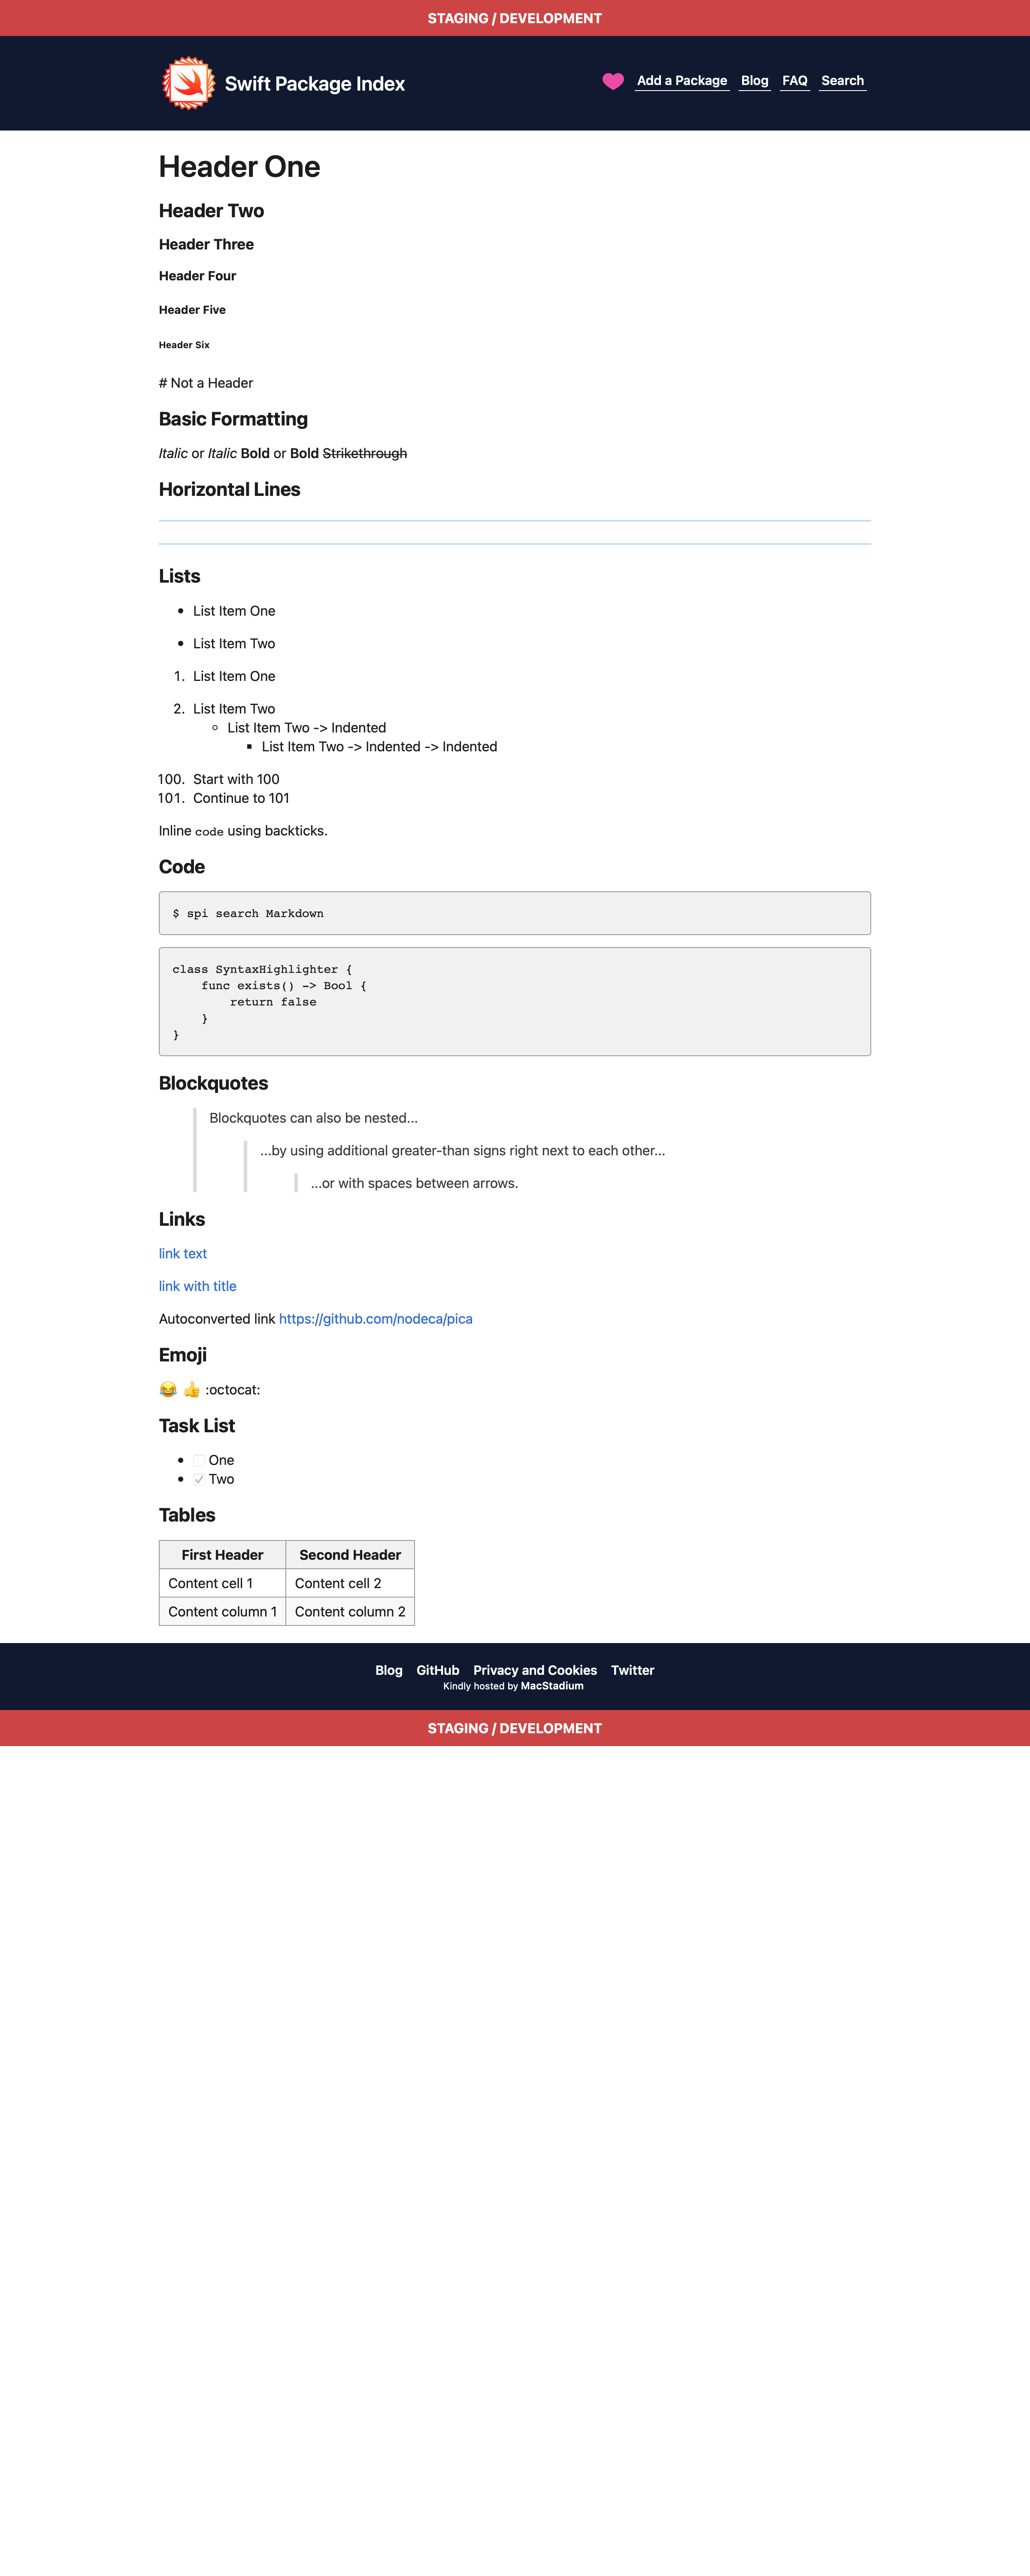 STAGING / DEVELOPMENT
Swift Package Index
Add a Package Blog FAQ Search
Header One
Header Two
Header Three
Header Four
Header Five
Header Six
# Not a Header
Basic Formatting
Italic or Italic Bold or Bold Strikethrough
Horizontal Lines
Lists
• List Item One
• List Item Two
1. List Item One
2. List Item Two
◦ List Item Two -> Indented
▪ List Item Two -> Indented -> Indented
100. Start with 100
101. Continue to 101
Inline code using backticks.
Code
$ spi search Markdown
class SyntaxHighlighter {
    func exists() -> Bool {
        return false
    }
}
Blockquotes
Blockquotes can also be nested...
...by using additional greater-than signs right next to each other...
...or with spaces between arrows.
Links
link text
link with title
Autoconverted link https://github.com/nodeca/pica
Emoji
😂 👍 :octocat:
Task List
• ☐ One
• ☑ Two
Tables
First Header Second Header
Content cell 1 Content cell 2
Content column 1 Content column 2
Blog GitHub Privacy and Cookies Twitter
Kindly hosted by MacStadium
STAGING / DEVELOPMENT